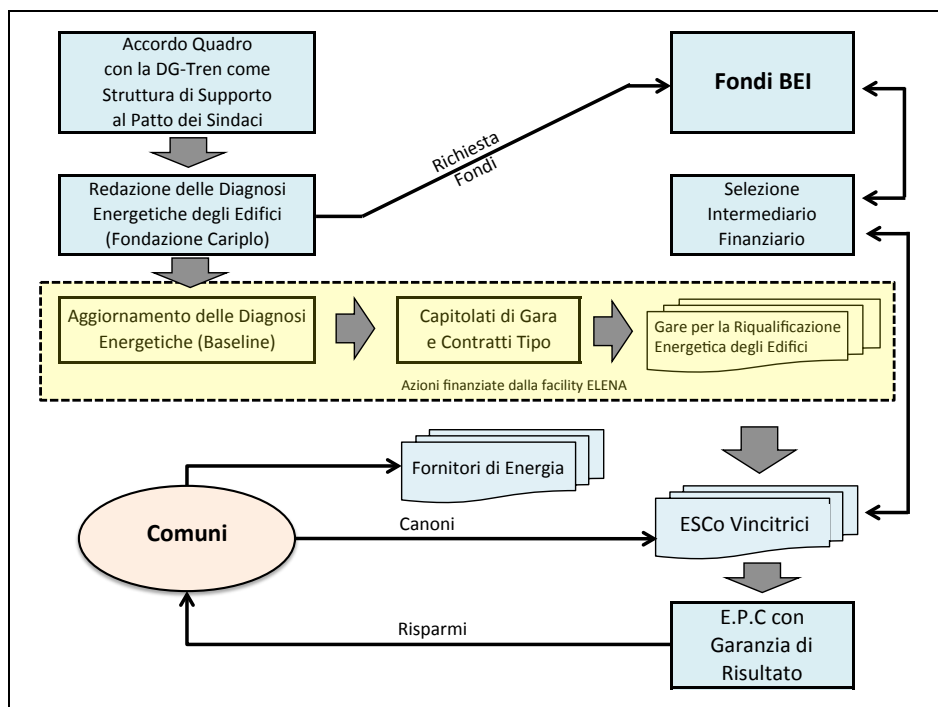 Accordo Quadro
con la DG-Tren come
Struttura di Supporto
al Patto dei Sindaci
Fondi BEI
Richiesta
Fondi
Redazione delle Diagnosi
Energetiche degli Edifici
(Fondazione Cariplo)
Selezione
Intermediario
Finanziario
Aggiornamento delle Diagnosi
Energetiche (Baseline)
Capitolati di Gara
e Contratti Tipo
Gare per la Riqualificazione
Energetica degli Edifici
Azioni finanziate dalla facility ELENA
Fornitori di Energia
Comuni
Canoni
ESCo Vincitrici
Risparmi
E.P.C con
Garanzia di
Risultato